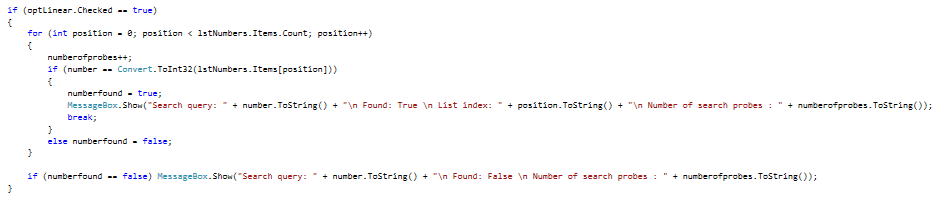 if (optLinear.Checked == true)
{
for (int position = 0; position < lstNumbers.Items.Count; position++)
{
numberofprobes++;
if (number == Convert.ToInt32(lstNumbers.Items[position]))
{
numberfound = true;
MessageBox.Show("Search query: " + number.ToString() + "\n Found: True \n List index: " + position.ToString() + "\n Number of search probes : " + numberofprobes.ToString());
break;
}
else numberfound = false;
}
if (numberfound == false) MessageBox.Show("Search query: " + number.ToString() + "\n Found: False \n Number of search probes : " + numberofprobes.ToString());
}